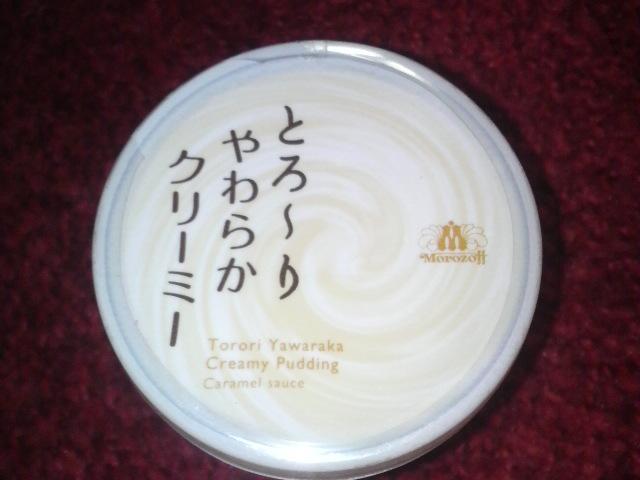 とろ～り
やわらか
クリーミー
Morozoff
Torori Yawaraka
Creamy Pudding
Caramel sauce